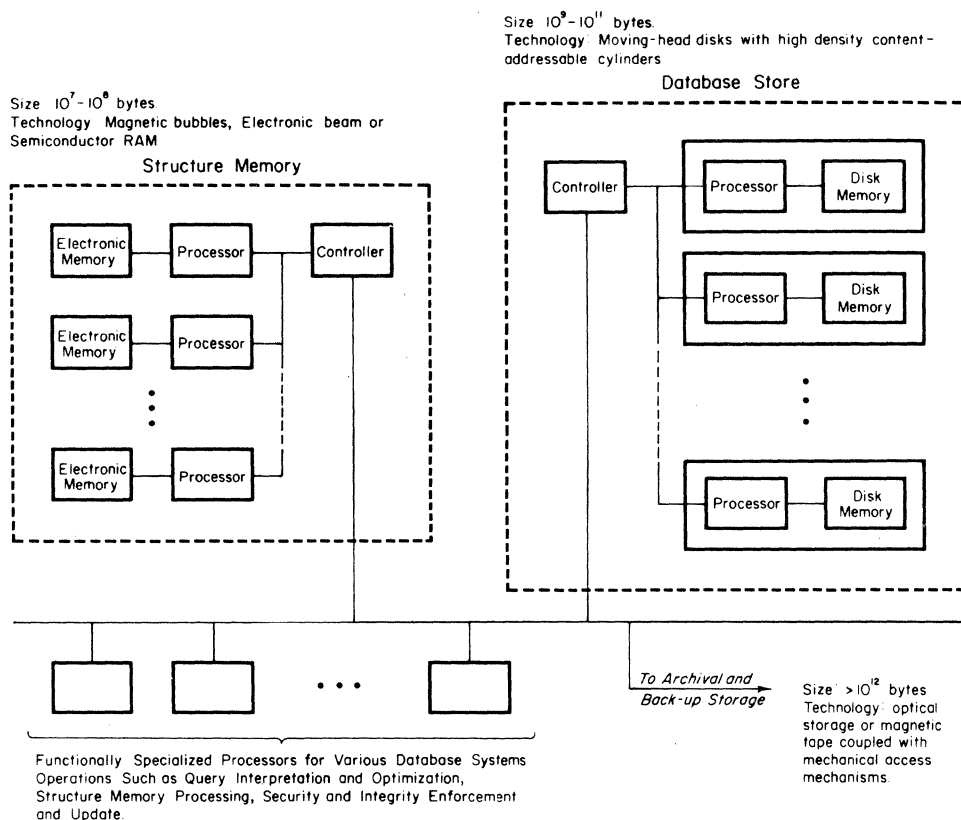 Size 10⁹-10¹¹ bytes.
Technology: Moving-head disks with high density content-
addressable cylinders
Database Store
Size 10⁷-10⁸ bytes.
Technology Magnetic bubbles, Electronic beam or
Semiconductor RAM
Structure Memory
Electronic
Memory
Processor
Controller
Electronic
Memory
Processor
Electronic
Memory
Processor
Controller
Processor
Disk
Memory
Processor
Disk
Memory
Processor
Disk
Memory
To Archival and
Back-up Storage
Size: >10¹² bytes
Technology: optical
storage or magnetic
tape coupled with
mechanical access
mechanisms.
Functionally Specialized Processors for Various Database Systems
Operations Such as Query Interpretation and Optimization,
Structure Memory Processing, Security and Integrity Enforcement
and Update.